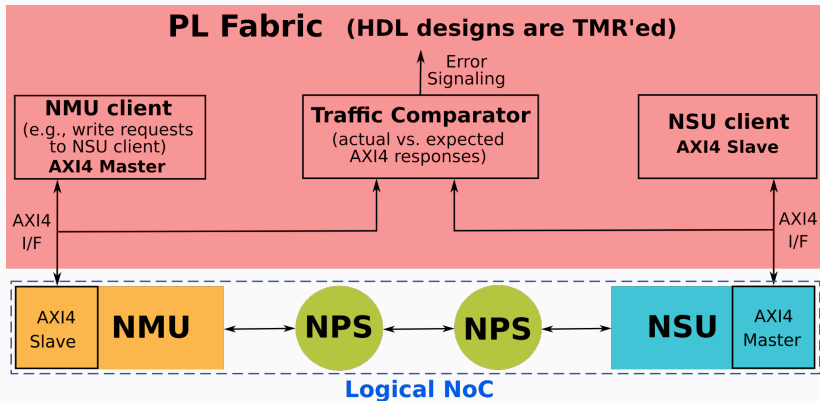 PL Fabric (HDL designs are TMR'ed)
Error
Signaling
NMU client
(e.g., write requests
to NSU client)
AXI4 Master
Traffic Comparator
(actual vs. expected
AXI4 responses)
NSU client
AXI4 Slave
AXI4
I/F
AXI4
I/F
AXI4
Slave
NMU
NPS
NPS
NSU
AXI4
Master
Logical NoC